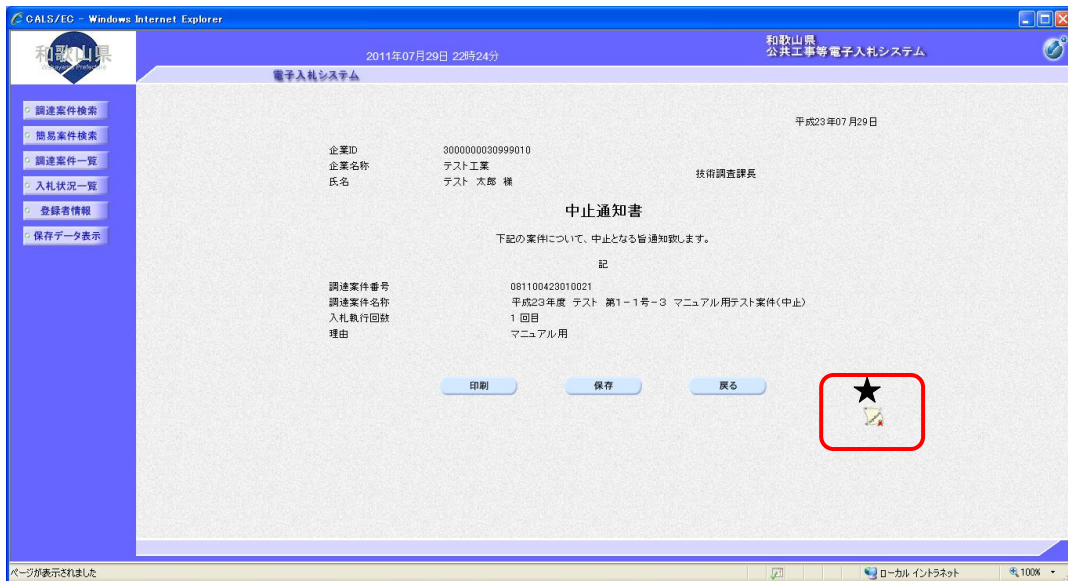 CALS/EC - Windows Internet Explorer
和歌山県
Wakayama Prefecture
2011年07月29日 22時24分
和歌山県
公共工事等電子入札システム
電子入札システム
調達案件検索
簡易案件検索
調達案件一覧
入札状況一覧
登録者情報
保存データ表示
平成23年07月29日
企業ID 3000000030999010
企業名称 テスト工業
氏名 テスト 太郎 様
技術調査課長
中止通知書
下記の案件について、中止となる旨通知致します。
記
調達案件番号 081100423010021
調達案件名称 平成23年度 テスト 第1-1号-3 マニュアル用テスト案件(中止)
入札執行回数 1 回目
理由 マニュアル用
印刷 保存 戻る
★
ページが表示されました
ローカル イントラネット
100%